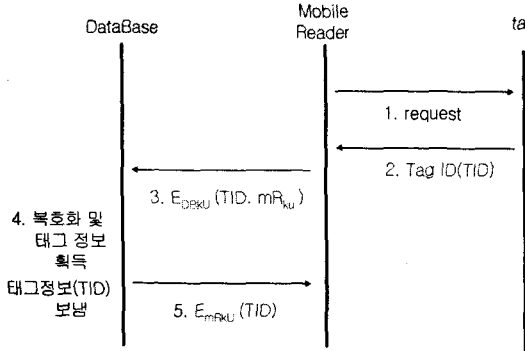 DataBase
Mobile
Reader
ta
1. request
2. Tag ID(TID)
3. E_DBkU (TID. mR_ku)
4. 복호화 및
태그 정보
획득
태그정보(TID)
보냄
5. E_mRkU (TID)